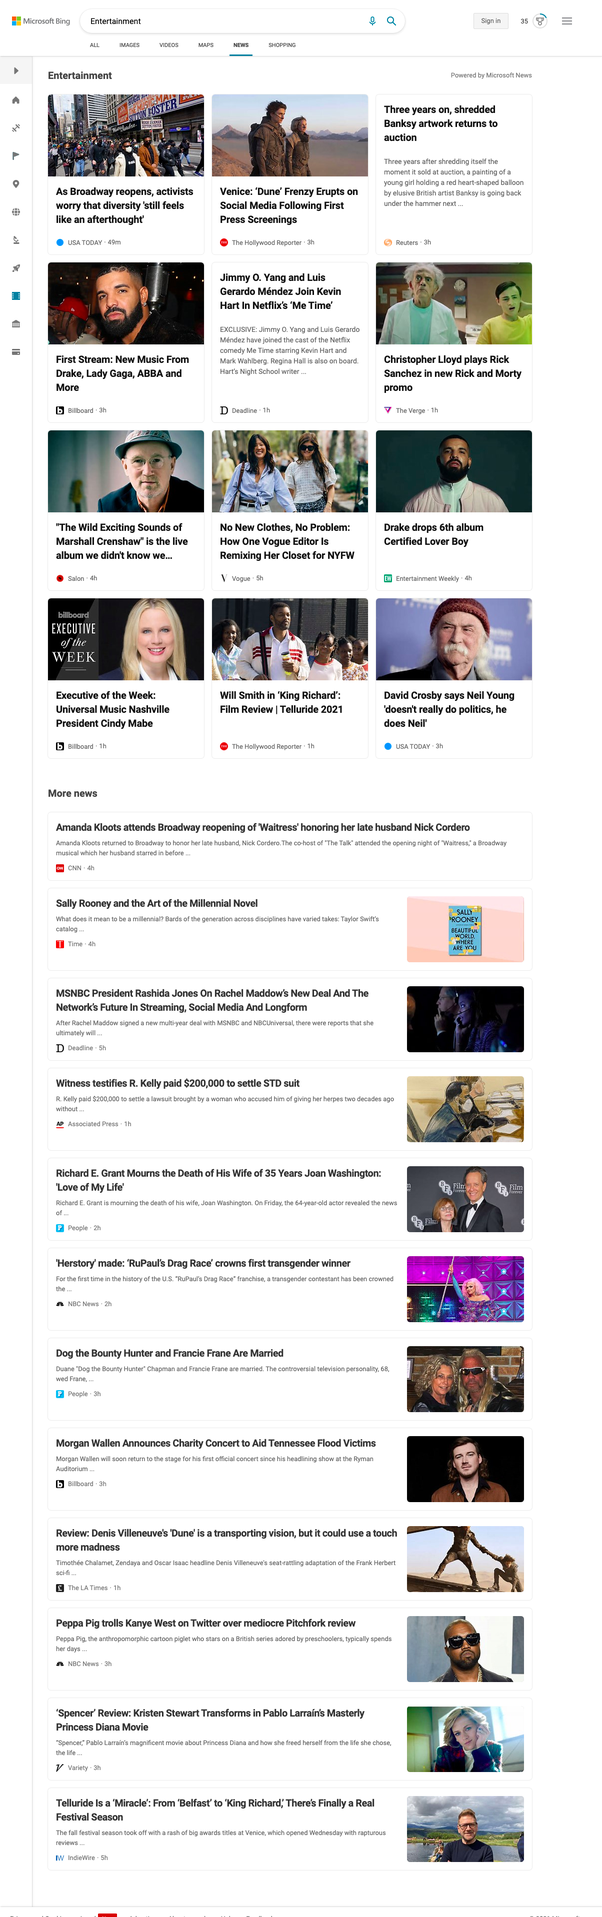 Microsoft Bing
Entertainment
Sign in
35
ALL
IMAGES
VIDEOS
MAPS
NEWS
SHOPPING
Entertainment
Powered by Microsoft News
As Broadway reopens, activists
worry that diversity 'still feels
like an afterthought'
USA TODAY · 49m
Venice: ‘Dune’ Frenzy Erupts on
Social Media Following First
Press Screenings
The Hollywood Reporter · 3h
Three years on, shredded
Banksy artwork returns to
auction
Three years after shredding itself the
moment it sold at auction, a painting of a
young girl holding a red heart-shaped balloon
by elusive British artist Banksy is going back
under the hammer next ...
Reuters · 3h
First Stream: New Music From
Drake, Lady Gaga, ABBA and
More
Billboard · 3h
Jimmy O. Yang and Luis
Gerardo Méndez Join Kevin
Hart In Netflix’s ‘Me Time’
EXCLUSIVE: Jimmy O. Yang and Luis Gerardo
Méndez have joined the cast of the Netflix
comedy Me Time starring Kevin Hart and
Mark Wahlberg. Regina Hall is also on board.
Hart's Night School writer ...
Deadline · 1h
Christopher Lloyd plays Rick
Sanchez in new Rick and Morty
promo
The Verge · 1h
"The Wild Exciting Sounds of
Marshall Crenshaw" is the live
album we didn't know we...
Salon · 4h
No New Clothes, No Problem:
How One Vogue Editor Is
Remixing Her Closet for NYFW
Vogue · 5h
Drake drops 6th album
Certified Lover Boy
Entertainment Weekly · 4h
billboard
EXECUTIVE
of the
WEEK
Executive of the Week:
Universal Music Nashville
President Cindy Mabe
Billboard · 1h
Will Smith in ‘King Richard’:
Film Review | Telluride 2021
The Hollywood Reporter · 1h
David Crosby says Neil Young
'doesn't really do politics, he
does Neil'
USA TODAY · 3h
More news
Amanda Kloots attends Broadway reopening of 'Waitress' honoring her late husband Nick Cordero
Amanda Kloots returned to Broadway to honor her late husband, Nick Cordero.The co-host of "The Talk" attended the opening night of "Waitress," a Broadway
musical which her husband starred in before ...
CNN · 4h
Sally Rooney and the Art of the Millennial Novel
What does it mean to be a millennial? Bards of the generation across disciplines have varied takes: Taylor Swift's
catalog ...
Time · 4h
SALLY
ROONEY
BEAUTIFUL
WORLD,
WHERE
ARE YOU
MSNBC President Rashida Jones On Rachel Maddow’s New Deal And The
Network’s Future In Streaming, Social Media And Longform
After Rachel Maddow signed a new multi-year deal with MSNBC and NBCUniversal, there were reports that she
ultimately will ...
Deadline · 5h
Witness testifies R. Kelly paid $200,000 to settle STD suit
R. Kelly paid $200,000 to settle a lawsuit brought by a woman who accused him of giving her herpes two decades ago
without ...
Associated Press · 1h
Richard E. Grant Mourns the Death of His Wife of 35 Years Joan Washington:
'Love of My Life'
Richard E. Grant is mourning the death of his wife, Joan Washington. On Friday, the 64-year-old actor revealed the news
of ...
People · 2h
'Herstory' made: ‘RuPaul’s Drag Race’ crowns first transgender winner
For the first time in the history of the U.S. “RuPaul’s Drag Race” franchise, a transgender contestant has been crowned
the ...
NBC News · 2h
Dog the Bounty Hunter and Francie Frane Are Married
Duane "Dog the Bounty Hunter" Chapman and Francie Frane are married. The controversial television personality, 68,
wed Frane, ...
People · 3h
Morgan Wallen Announces Charity Concert to Aid Tennessee Flood Victims
Morgan Wallen will soon return to the stage for his first official concert since his headlining show at the Ryman
Auditorium ...
Billboard · 3h
Review: Denis Villeneuve's 'Dune' is a transporting vision, but it could use a touch
more madness
Timothée Chalamet, Zendaya and Oscar Isaac headline Denis Villeneuve's seat-rattling adaptation of the Frank Herbert
sci-fi ...
The LA Times · 1h
Peppa Pig trolls Kanye West on Twitter over mediocre Pitchfork review
Peppa Pig, the anthropomorphic cartoon piglet who stars on a British series adored by preschoolers, typically spends
her days ...
NBC News · 3h
‘Spencer’ Review: Kristen Stewart Transforms in Pablo Larraín’s Masterly
Princess Diana Movie
“Spencer,” Pablo Larraín’s magnificent movie about Princess Diana and how she freed herself from the life she chose,
the life ...
Variety · 3h
Telluride Is a ‘Miracle’: From ‘Belfast’ to ‘King Richard,’ There’s Finally a Real
Festival Season
The fall festival season took off with a rash of big awards titles at Venice, which opened Wednesday with rapturous
reviews ...
IndieWire · 5h